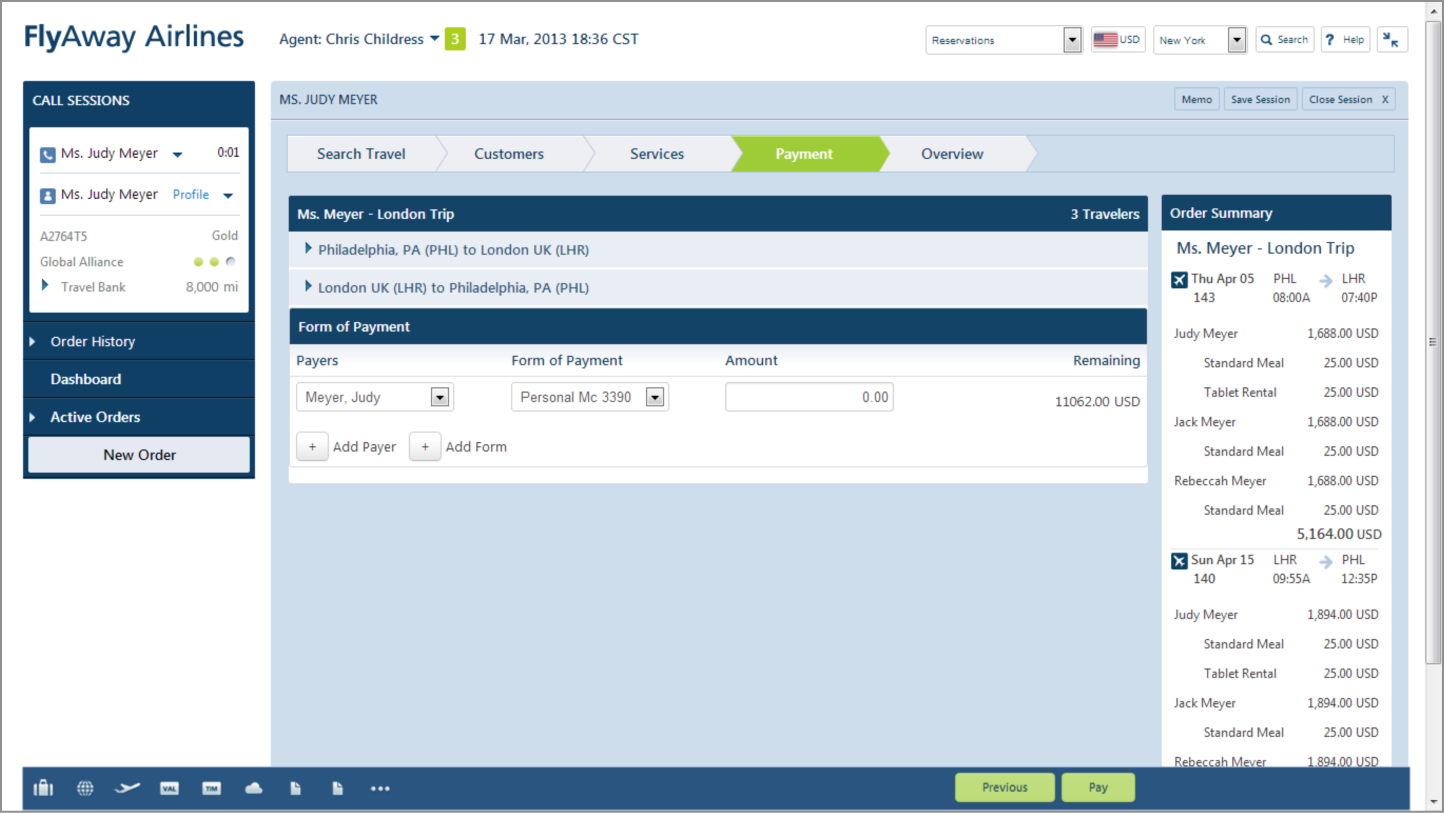 FlyAway Airlines
Agent: Chris Childress 3 17 Mar, 2013 18:36 CST
Reservations
USD
New York
Search
? Help
CALL SESSIONS
Ms. Judy Meyer 0:01
Ms. Judy Meyer Profile
A2764T5 Gold
Global Alliance
Travel Bank 8,000 mi
Order History
Dashboard
Active Orders
New Order
MS. JUDY MEYER
Memo
Save Session
Close Session X
Search Travel
Customers
Services
Payment
Overview
Ms. Meyer - London Trip 3 Travelers
Philadelphia, PA (PHL) to London UK (LHR)
London UK (LHR) to Philadelphia, PA (PHL)
Form of Payment
Payers Form of Payment Amount Remaining
Meyer, Judy Personal Mc 3390 0.00 11062.00 USD
+ Add Payer + Add Form
Order Summary
Ms. Meyer - London Trip
Thu Apr 05 PHL LHR
143 08:00A 07:40P
Judy Meyer 1,688.00 USD
Standard Meal 25.00 USD
Tablet Rental 25.00 USD
Jack Meyer 1,688.00 USD
Standard Meal 25.00 USD
Rebeccah Meyer 1,688.00 USD
Standard Meal 25.00 USD
5,164.00 USD
Sun Apr 15 LHR PHL
140 09:55A 12:35P
Judy Meyer 1,894.00 USD
Standard Meal 25.00 USD
Tablet Rental 25.00 USD
Jack Meyer 1,894.00 USD
Standard Meal 25.00 USD
Rebeccah Meyer 1,894.00 USD
VAL
TIM
Previous
Pay